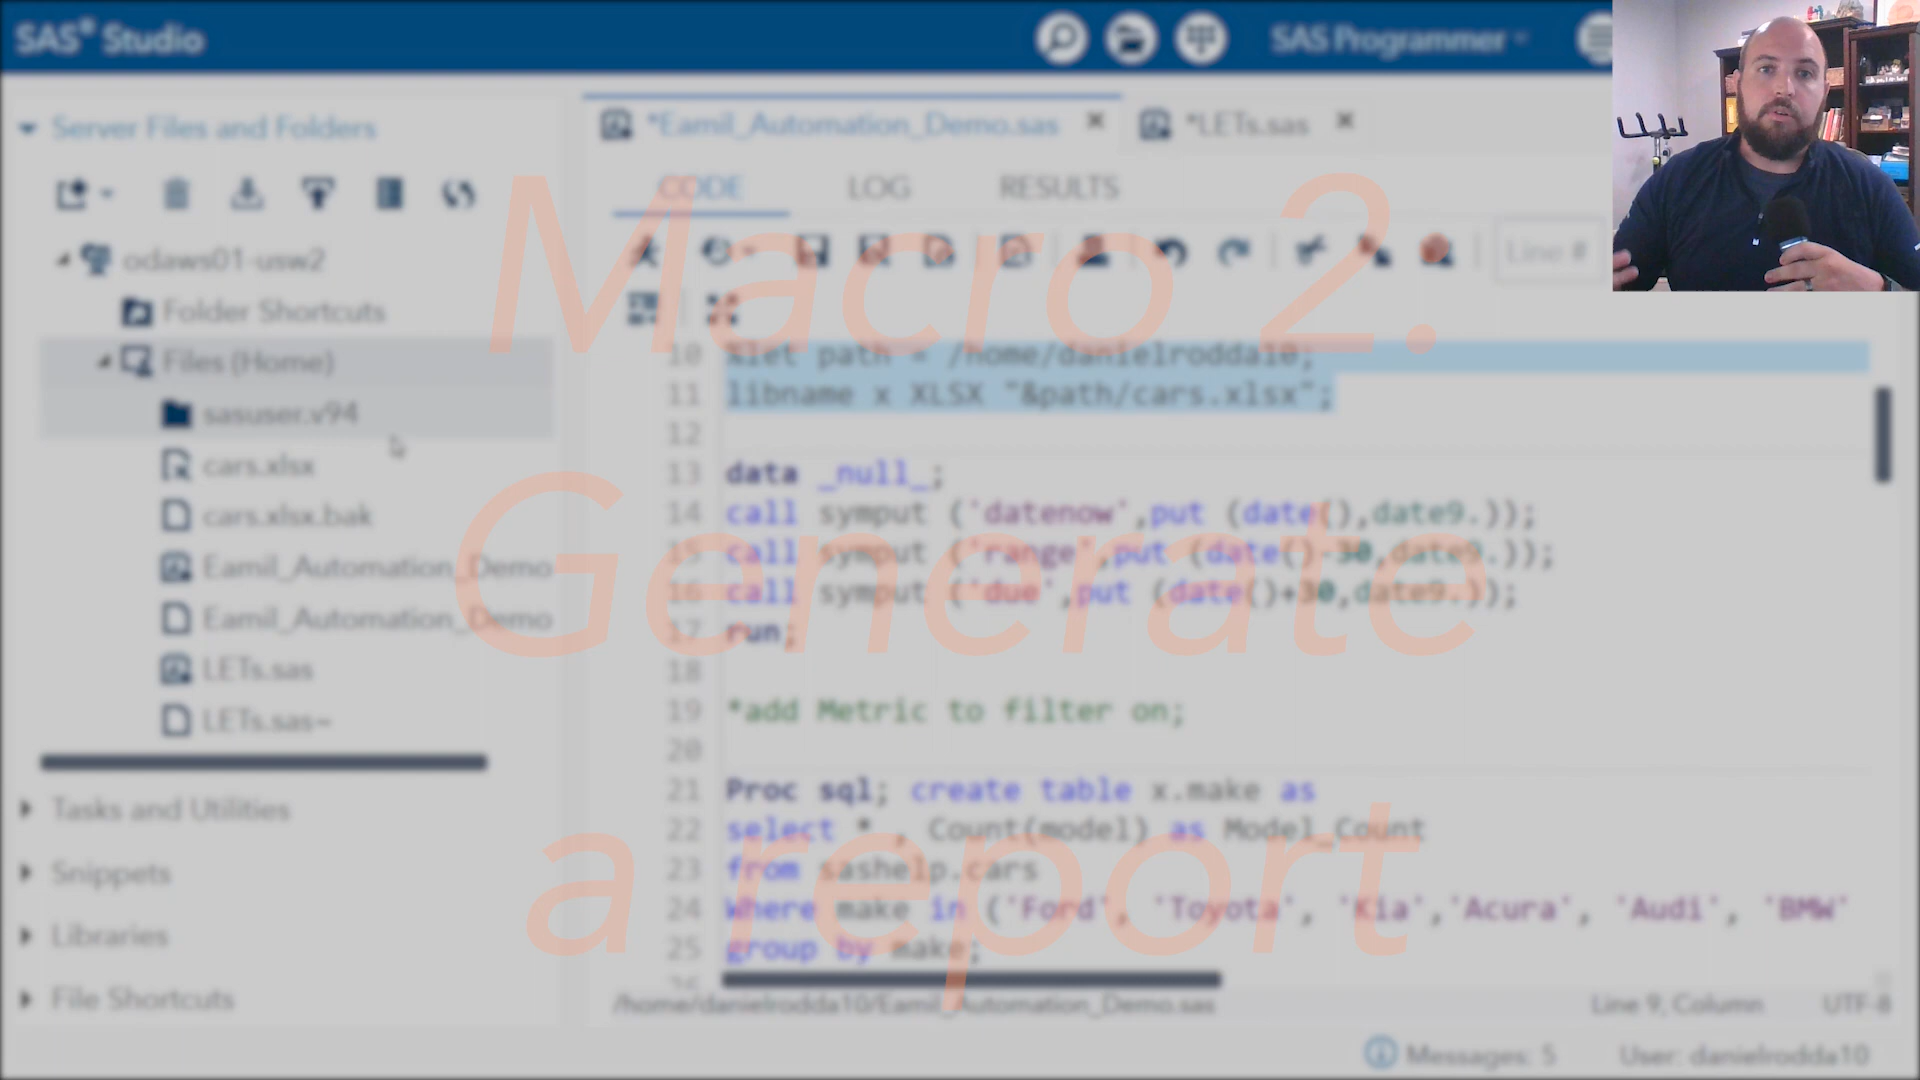 SAS® Studio
SAS Programmer
Server Files and Folders
odaws01-usw2
Folder Shortcuts
Files (Home)
sasuser.v94
cars.xlsx
cars.xlsx.bak
Eamil_Automation_Demo
Eamil_Automation_Demo
LETs.sas
LETs.sas~
Tasks and Utilities
Snippets
Libraries
File Shortcuts
*Eamil_Automation_Demo.sas
*LETs.sas
CODE
LOG
RESULTS
Line #
10 %let path = /home/danielrodda10;
11 libname x XLSX "&path/cars.xlsx";
12
13 data _null_;
14 call symput ('datenow',put (date(),date9.));
15 call symput ('range',put (date()-30,date9.));
16 call symput ('due',put (date()+30,date9.));
17 run;
18
19 *add Metric to filter on;
20
21 Proc sql; create table x.make as
22 select * , Count(model) as Model_Count
23 from sashelp.cars
24 Where make in ('Ford', 'Toyota', 'Kia','Acura', 'Audi', 'BMW'
25 group by make;
26
/home/danielrodda10/Eamil_Automation_Demo.sas
Line 9, Column
UTF-8
Messages: 5
User: danielrodda10
Macro 2.
Generate
a report